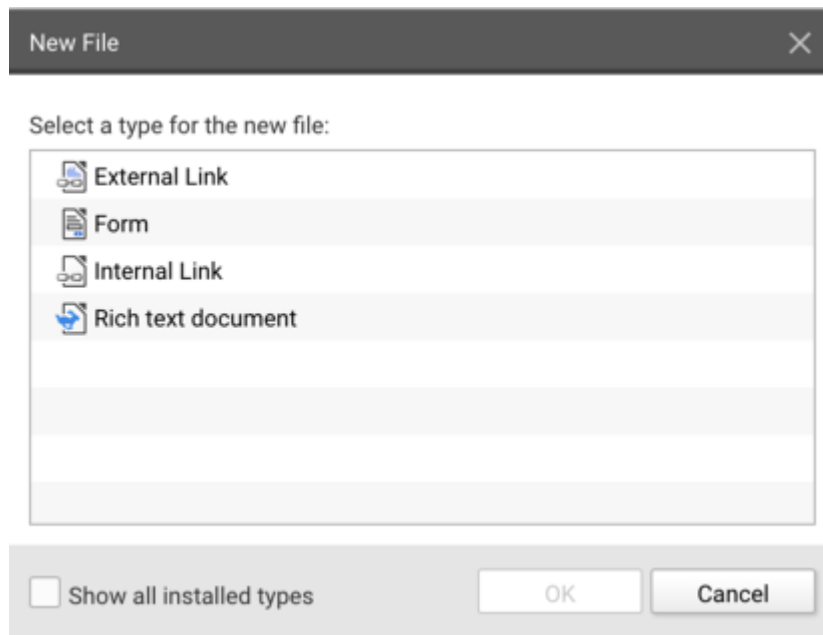 New File
Select a type for the new file:
External Link
Form
Internal Link
Rich text document
Show all installed types
OK
Cancel